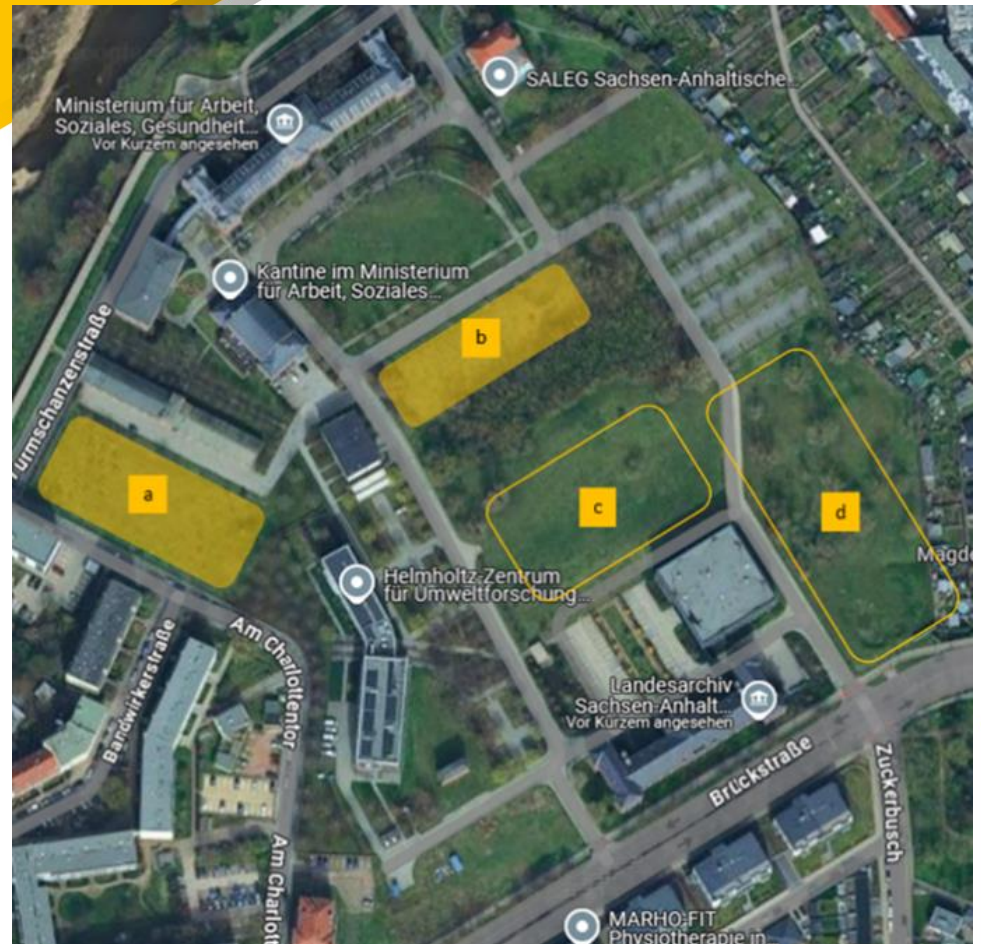 SALEG Sachsen-Anhaltische...
Ministerium für Arbeit,
Soziales, Gesundheit...
Vor Kurzem angesehen
Kantine im Ministerium
für Arbeit, Soziales...
b
urmschanzenstraße
a
c
d
Magde
Helmholtz-Zentrum
für Umweltforschung...
Am Charlottentor
Bandwirkerstraße
Landesarchiv
Sachsen-Anhalt...
Vor Kurzem angesehen
Brückstraße
Zuckerbusch
Am Charlott
MARHO-FIT
Physiotherapie in...